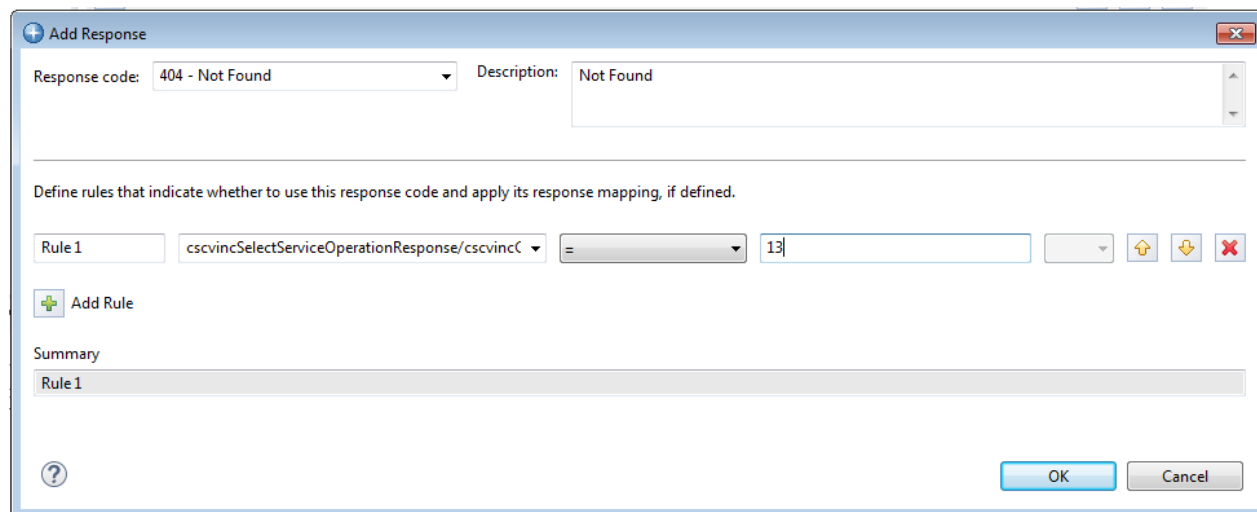 Add Response
Response code: 404 - Not Found Description: Not Found
Define rules that indicate whether to use this response code and apply its response mapping, if defined.
Rule 1 cscvincSelectServiceOperationResponse/cscvincC = 13
Add Rule
Summary
Rule 1
OK Cancel